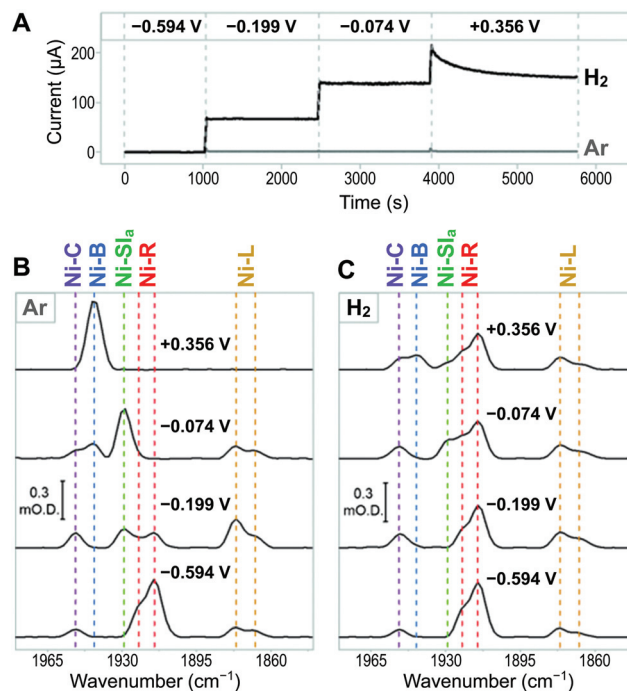 A
−0.594 V −0.199 V −0.074 V +0.356 V
Current (µA)
200
100
0
H2
Ar
0 1000 2000 3000 4000 5000 6000
Time (s)
B
Ni-C
Ni-B
Ni-SIa
Ni-R
Ni-L
Ar
+0.356 V
−0.074 V
0.3
mO.D.
−0.199 V
−0.594 V
1965 1930 1895 1860
Wavenumber (cm−1)
C
Ni-C
Ni-B
Ni-SIa
Ni-R
Ni-L
H2
+0.356 V
−0.074 V
0.3
mO.D.
−0.199 V
−0.594 V
1965 1930 1895 1860
Wavenumber (cm−1)